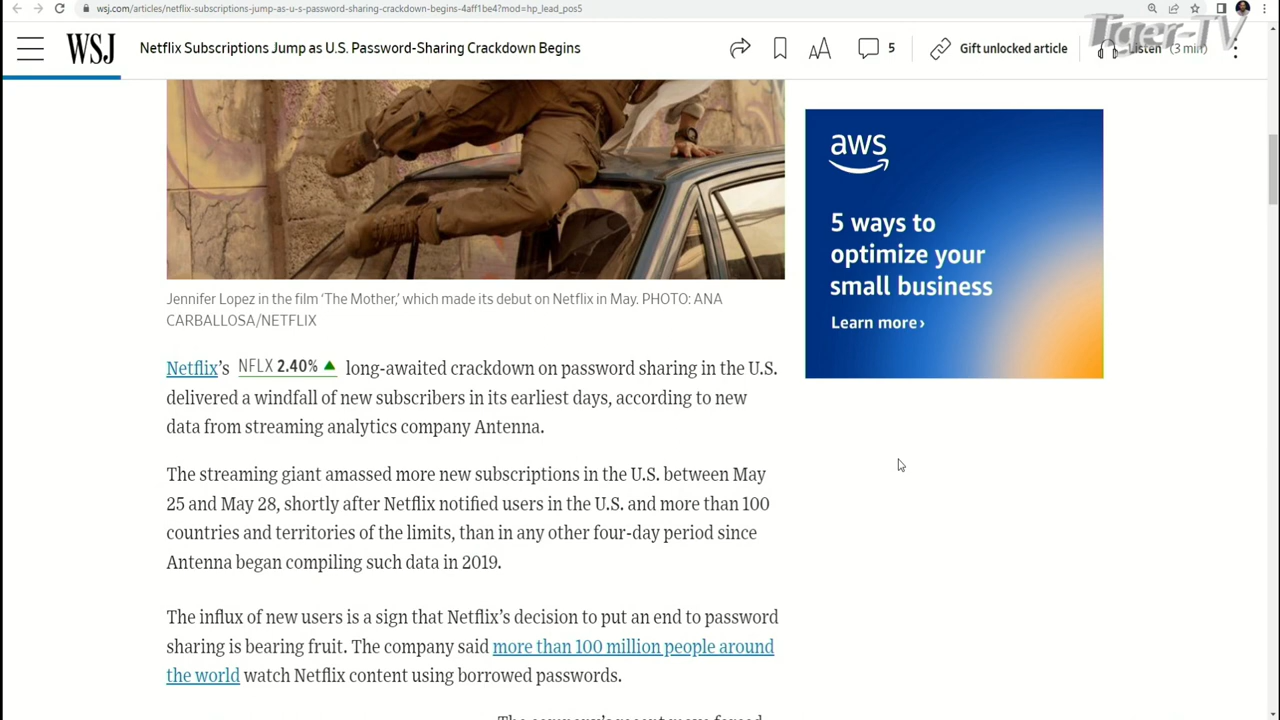 wsj.com/articles/netflix-subscriptions-jump-as-u-s-password-sharing-crackdown-begins-4aff1be4?mod=hp_lead_pos5
Tiger-TV
WSJ Netflix Subscriptions Jump as U.S. Password-Sharing Crackdown Begins AA 5 Gift unlocked article Listen (3 min)
aws
5 ways to
optimize your
small business
Learn more ›
Jennifer Lopez in the film ‘The Mother,’ which made its debut on Netflix in May. PHOTO: ANA
CARBALLOSA/NETFLIX
Netflix’s NFLX 2.40% ▲ long-awaited crackdown on password sharing in the U.S.
delivered a windfall of new subscribers in its earliest days, according to new
data from streaming analytics company Antenna.
The streaming giant amassed more new subscriptions in the U.S. between May
25 and May 28, shortly after Netflix notified users in the U.S. and more than 100
countries and territories of the limits, than in any other four-day period since
Antenna began compiling such data in 2019.
The influx of new users is a sign that Netflix’s decision to put an end to password
sharing is bearing fruit. The company said more than 100 million people around
the world watch Netflix content using borrowed passwords.
The company’s recent move forced